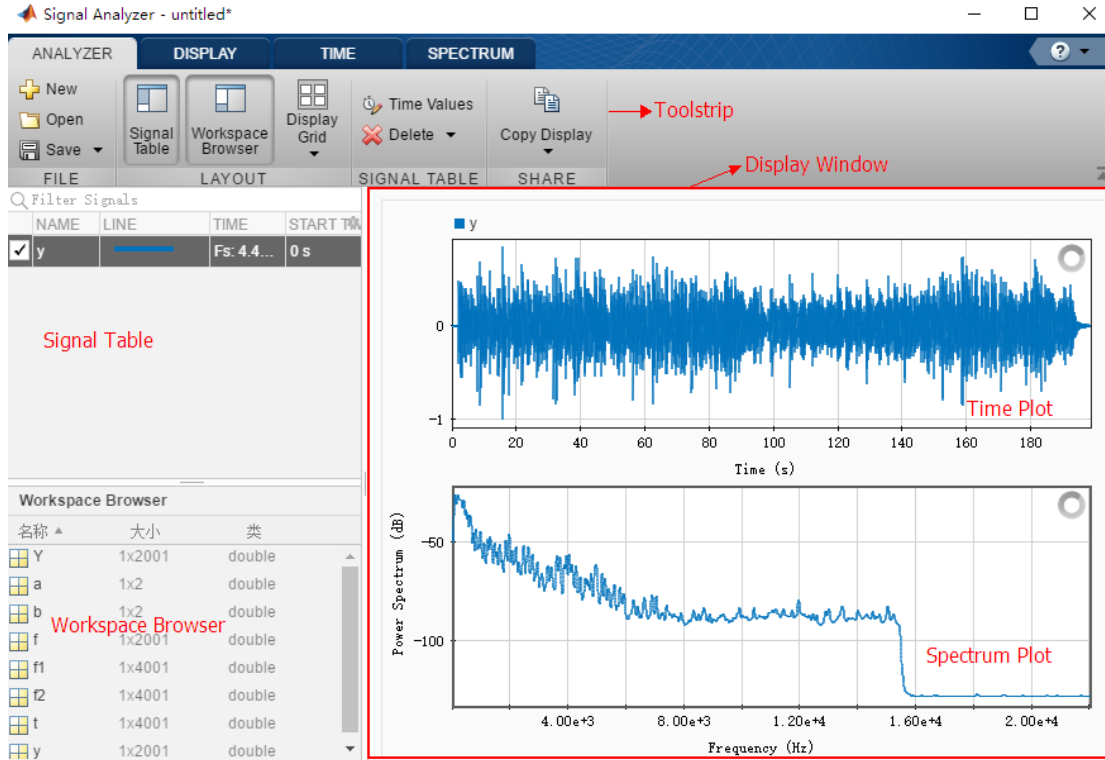 Signal Analyzer - untitled*
ANALYZER DISPLAY TIME SPECTRUM
New
Open
Save
Signal Table
Workspace Browser
Display Grid
Time Values
Delete
Copy Display
Toolstrip
FILE LAYOUT SIGNAL TABLE SHARE
Display Window
Filter Signals
NAME LINE TIME START TIM
y Fs: 4.4... 0 s
Signal Table
y
0
-1
0 20 40 60 80 100 120 140 160 180
Time (s)
Time Plot
Workspace Browser
名称 大小 类
Y 1x2001 double
a 1x2 double
b 1x2 double
f 1x2001 double
f1 1x4001 double
f2 1x4001 double
t 1x4001 double
y 1x2001 double
Workspace Browser
Power Spectrum (dB)
-50
-100
Spectrum Plot
4.00e+3 8.00e+3 1.20e+4 1.60e+4 2.00e+4
Frequency (Hz)